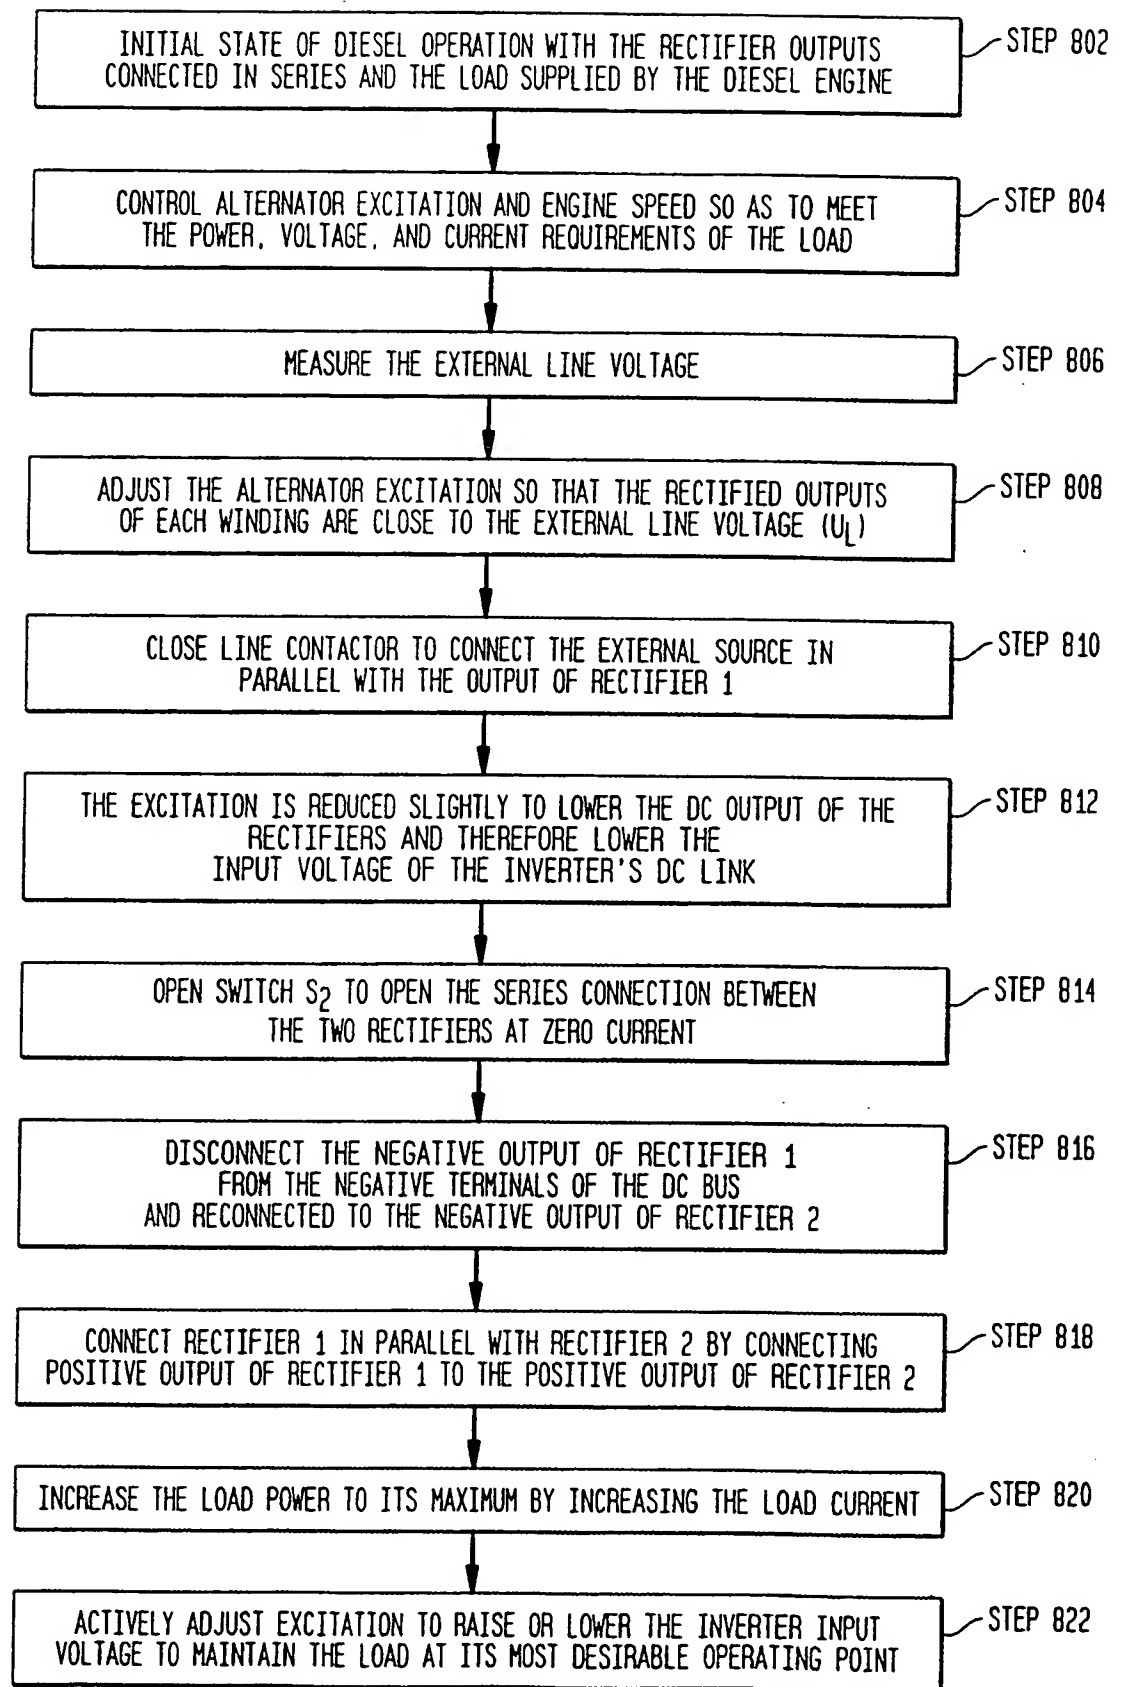 INITIAL STATE OF DIESEL OPERATION WITH THE RECTIFIER OUTPUTS
CONNECTED IN SERIES AND THE LOAD SUPPLIED BY THE DIESEL ENGINE
STEP 802
CONTROL ALTERNATOR EXCITATION AND ENGINE SPEED SO AS TO MEET
THE POWER, VOLTAGE, AND CURRENT REQUIREMENTS OF THE LOAD
STEP 804
MEASURE THE EXTERNAL LINE VOLTAGE
STEP 806
ADJUST THE ALTERNATOR EXCITATION SO THAT THE RECTIFIED OUTPUTS
OF EACH WINDING ARE CLOSE TO THE EXTERNAL LINE VOLTAGE (UL)
STEP 808
CLOSE LINE CONTACTOR TO CONNECT THE EXTERNAL SOURCE IN
PARALLEL WITH THE OUTPUT OF RECTIFIER 1
STEP 810
THE EXCITATION IS REDUCED SLIGHTLY TO LOWER THE DC OUTPUT OF THE
RECTIFIERS AND THEREFORE LOWER THE
INPUT VOLTAGE OF THE INVERTER'S DC LINK
STEP 812
OPEN SWITCH S2 TO OPEN THE SERIES CONNECTION BETWEEN
THE TWO RECTIFIERS AT ZERO CURRENT
STEP 814
DISCONNECT THE NEGATIVE OUTPUT OF RECTIFIER 1
FROM THE NEGATIVE TERMINALS OF THE DC BUS
AND RECONNECTED TO THE NEGATIVE OUTPUT OF RECTIFIER 2
STEP 816
CONNECT RECTIFIER 1 IN PARALLEL WITH RECTIFIER 2 BY CONNECTING
POSITIVE OUTPUT OF RECTIFIER 1 TO THE POSITIVE OUTPUT OF RECTIFIER 2
STEP 818
INCREASE THE LOAD POWER TO ITS MAXIMUM BY INCREASING THE LOAD CURRENT
STEP 820
ACTIVELY ADJUST EXCITATION TO RAISE OR LOWER THE INVERTER INPUT
VOLTAGE TO MAINTAIN THE LOAD AT ITS MOST DESIRABLE OPERATING POINT
STEP 822